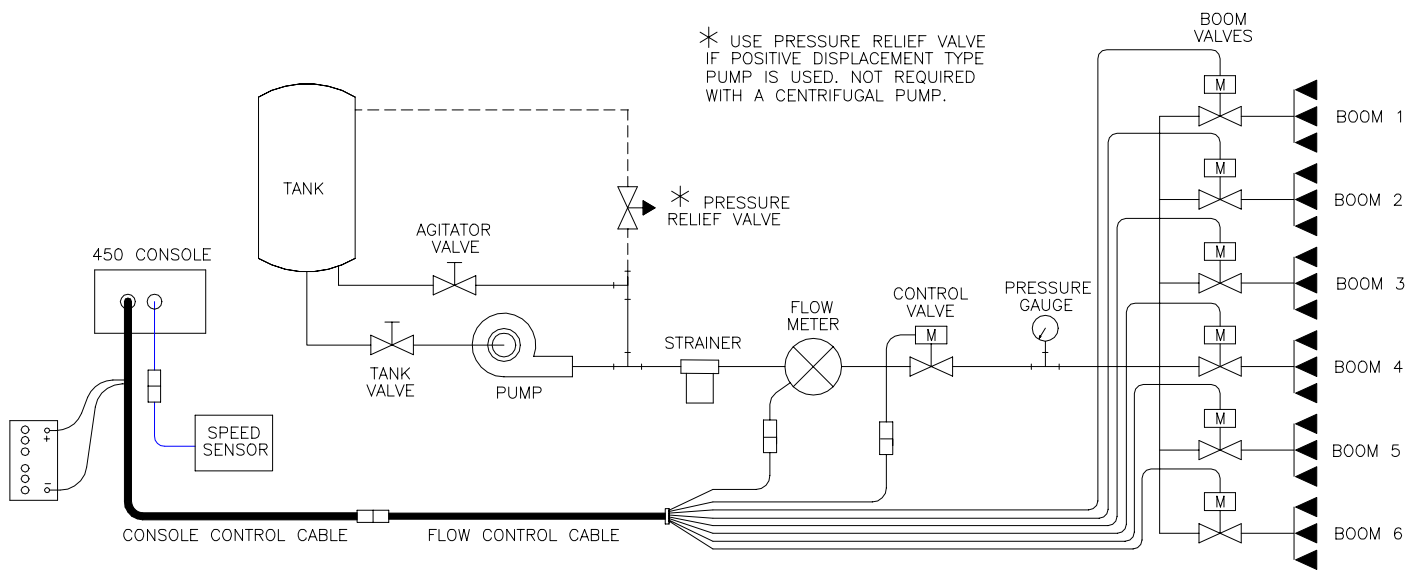 BOOM
VALVES
* USE PRESSURE RELIEF VALVE
IF POSITIVE DISPLACEMENT TYPE
PUMP IS USED. NOT REQUIRED
WITH A CENTRIFUGAL PUMP.
M
BOOM 1
M
BOOM 2
TANK
* PRESSURE
RELIEF VALVE
AGITATOR
VALVE
450 CONSOLE
M
BOOM 3
PRESSURE
GAUGE
CONTROL
VALVE
M
FLOW
METER
STRAINER
M
BOOM 4
TANK
VALVE
PUMP
SPEED
SENSOR
+
−
M
BOOM 5
M
BOOM 6
CONSOLE CONTROL CABLE
FLOW CONTROL CABLE